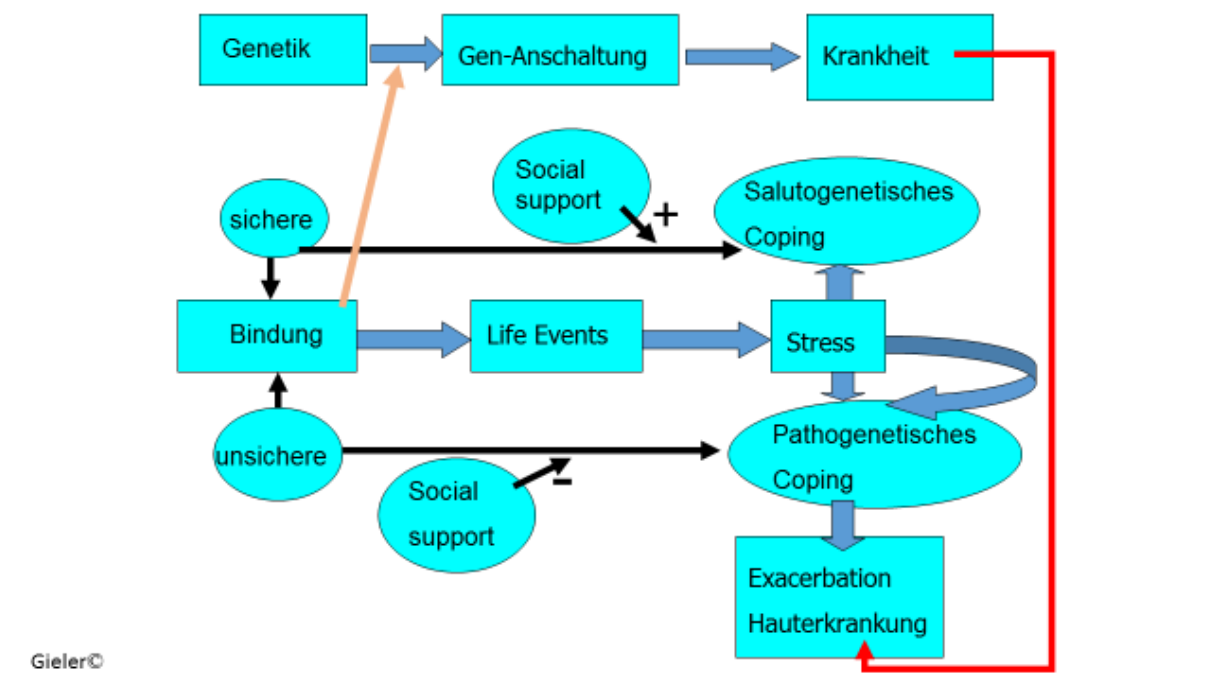 Genetik
Gen-Anschaltung
Krankheit
Social
support
+
Salutogenetisches
Coping
sichere
Bindung
Life Events
Stress
unsichere
Social
support
-
Pathogenetisches
Coping
Exacerbation
Hauterkrankung
Gieler©